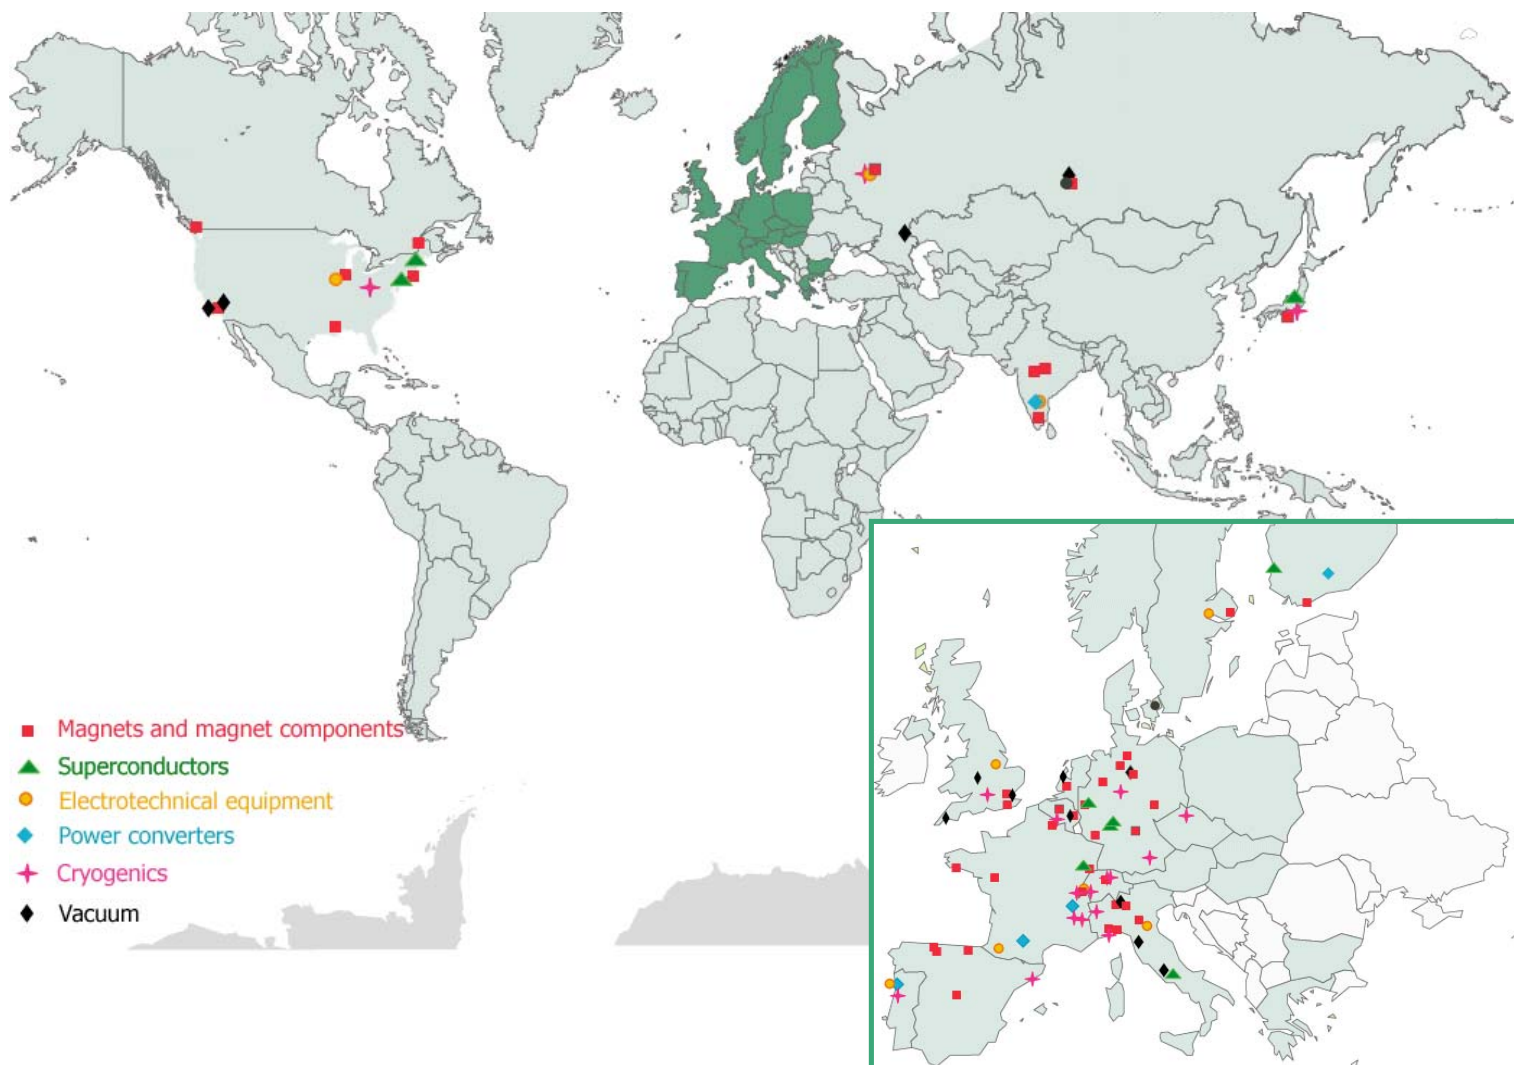 Magnets and magnet components
Superconductors
Electrotechnical equipment
Power converters
Cryogenics
Vacuum